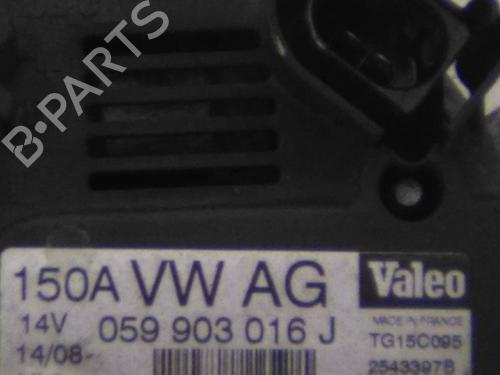 B-PARTS
150A VW AG Valeo
14V 059 903 016 J MADE IN FRANCE
14/08- TG15C095
2543397B